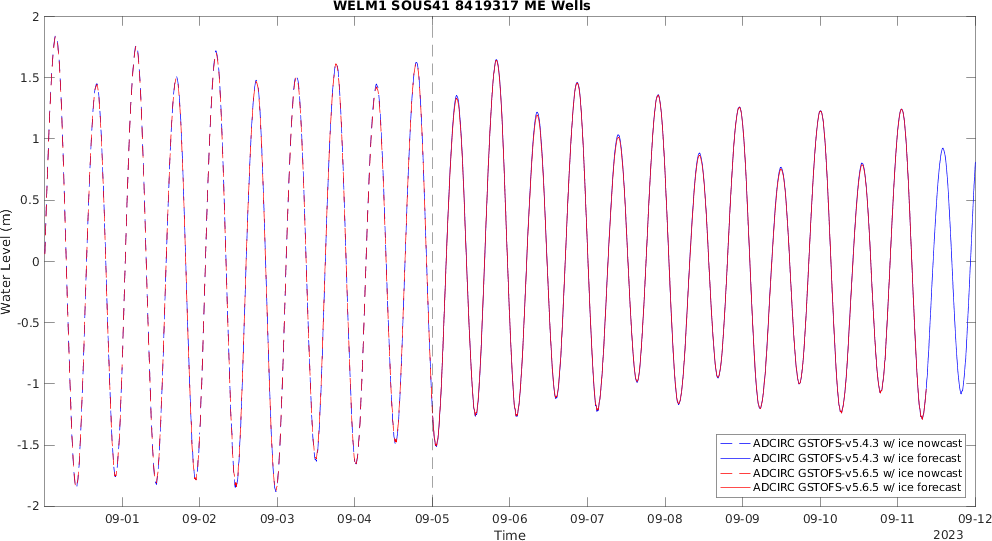 WELM1 SOUS41 8419317 ME Wells
2
1.5
1
0.5
0
-0.5
-1
-1.5
-2
Water Level (m)
ADCIRC GSTOFS-v5.4.3 w/ ice nowcast
ADCIRC GSTOFS-v5.4.3 w/ ice forecast
ADCIRC GSTOFS-v5.6.5 w/ ice nowcast
ADCIRC GSTOFS-v5.6.5 w/ ice forecast
09-01 09-02 09-03 09-04 09-05 09-06 09-07 09-08 09-09 09-10 09-11 09-12
Time
2023